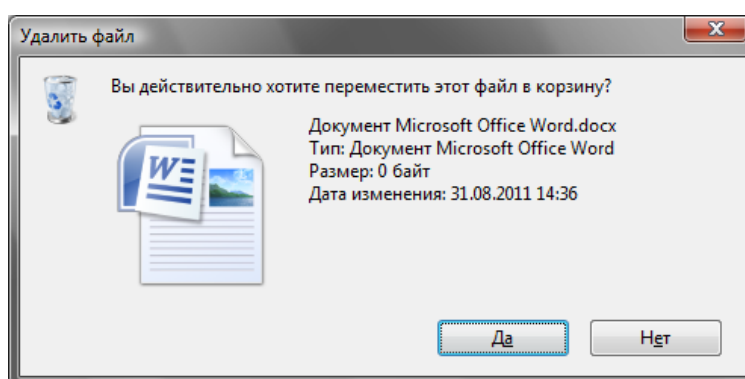 Удалить файл
Вы действительно хотите переместить этот файл в корзину?
Документ Microsoft Office Word.docx
Тип: Документ Microsoft Office Word
Размер: 0 байт
Дата изменения: 31.08.2011 14:36
Да
Нет